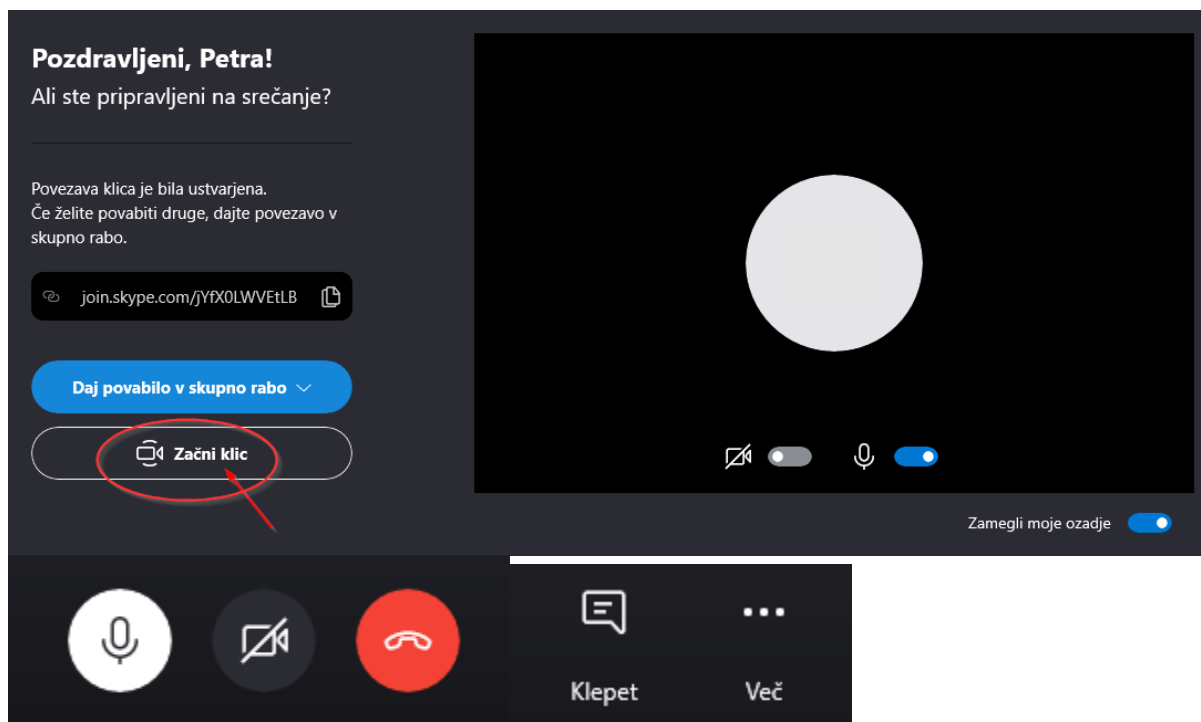 Pozdravljeni, Petra!
Ali ste pripravljeni na srečanje?
Povezava klica je bila ustvarjena.
Če želite povabiti druge, dajte povezavo v
skupno rabo.
join.skype.com/jYfX0LWVEtLB
Daj povabilo v skupno rabo
Začni klic
Zamegli moje ozadje
Klepet
Več